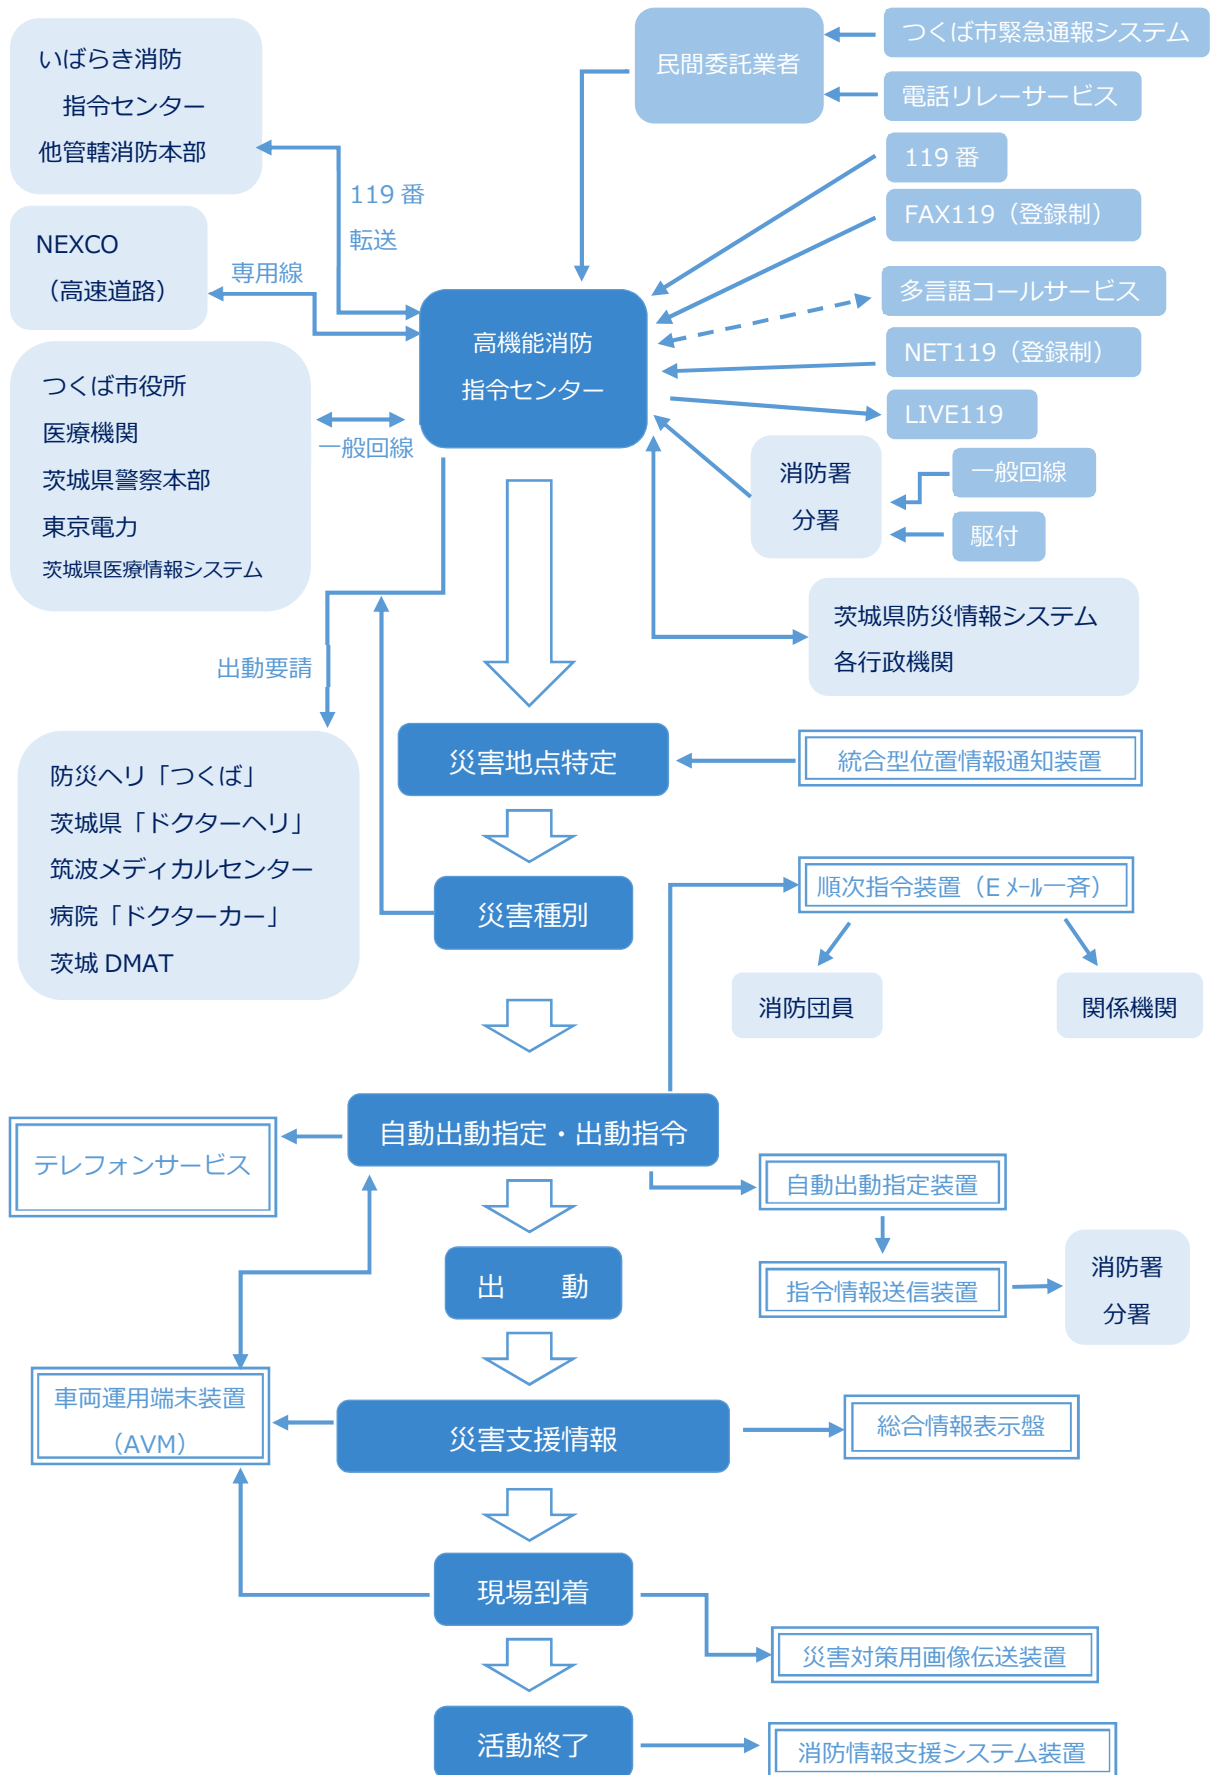 いばらき消防
指令センター
他管轄消防本部
119 番
転送
NEXCO
（高速道路）
専用線
つくば市役所
医療機関
茨城県警察本部
東京電力
茨城県医療情報システム
一般回線
民間委託業者
つくば市緊急通報システム
電話リレーサービス
119 番
FAX119（登録制）
多言語コールサービス
NET119（登録制）
LIVE119
高機能消防
指令センター
消防署
分署
一般回線
駆付
茨城県防災情報システム
各行政機関
出動要請
防災ヘリ「つくば」
茨城県「ドクターヘリ」
筑波メディカルセンター
病院「ドクターカー」
茨城 DMAT
災害地点特定
統合型位置情報通知装置
災害種別
順次指令装置（E ﾒｰﾙ一斉）
消防団員
関係機関
自動出動指定・出動指令
テレフォンサービス
自動出動指定装置
指令情報送信装置
消防署
分署
出　　動
車両運用端末装置
（AVM）
災害支援情報
総合情報表示盤
現場到着
災害対策用画像伝送装置
活動終了
消防情報支援システム装置